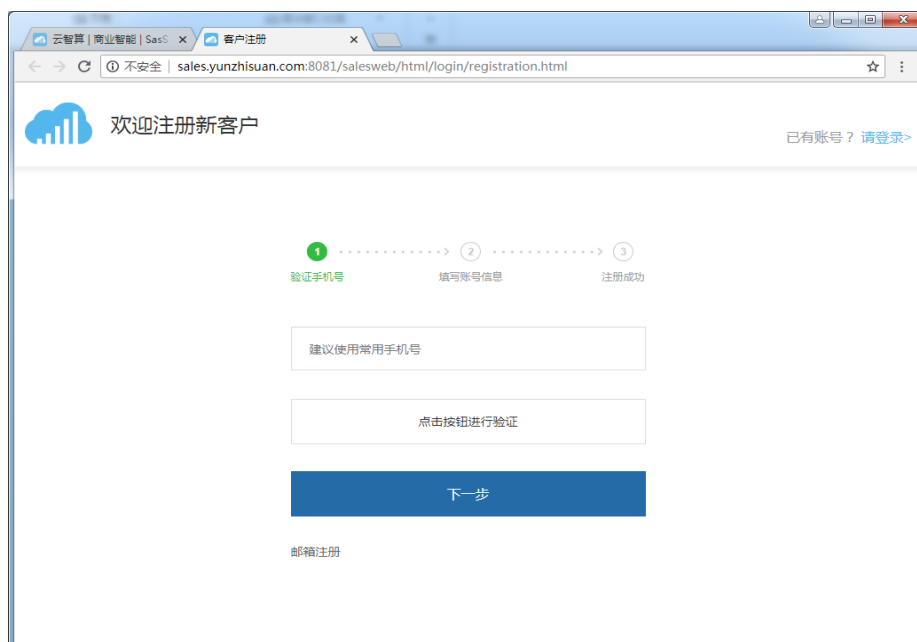 云智算 | 商业智能 | SasS
客户注册
不安全 | sales.yunzhisuan.com:8081/salesweb/html/login/registration.html
欢迎注册新客户
已有账号？ 请登录>
1 2 3
验证手机号 填写账号信息 注册成功
建议使用常用手机号
点击按钮进行验证
下一步
邮箱注册